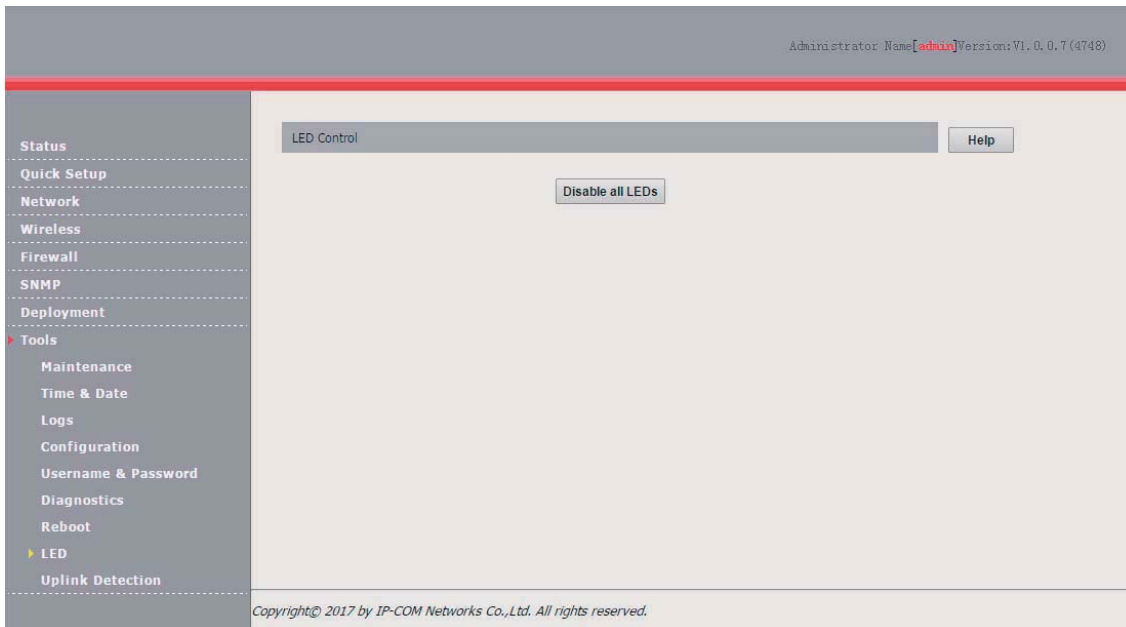 Administrator Name[admin]Version:V1.0.0.7(4748)
Status
Quick Setup
Network
Wireless
Firewall
SNMP
Deployment
Tools
Maintenance
Time & Date
Logs
Configuration
Username & Password
Diagnostics
Reboot
LED
Uplink Detection
LED Control
Help
Disable all LEDs
Copyright© 2017 by IP-COM Networks Co.,Ltd. All rights reserved.